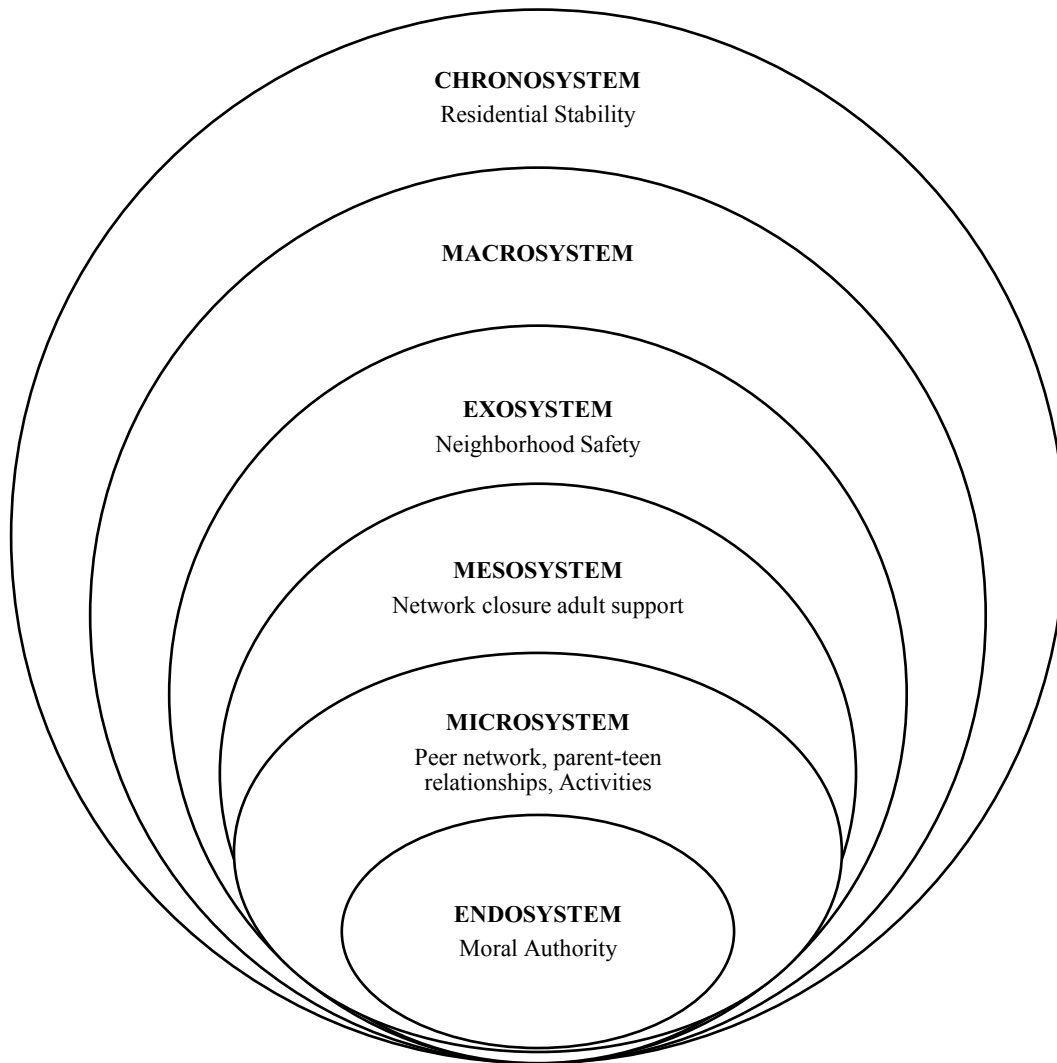 CHRONOSYSTEM
Residential Stability
MACROSYSTEM
EXOSYSTEM
Neighborhood Safety
MESOSYSTEM
Network closure adult support
MICROSYSTEM
Peer network, parent-teen
relationships, Activities
ENDOSYSTEM
Moral Authority